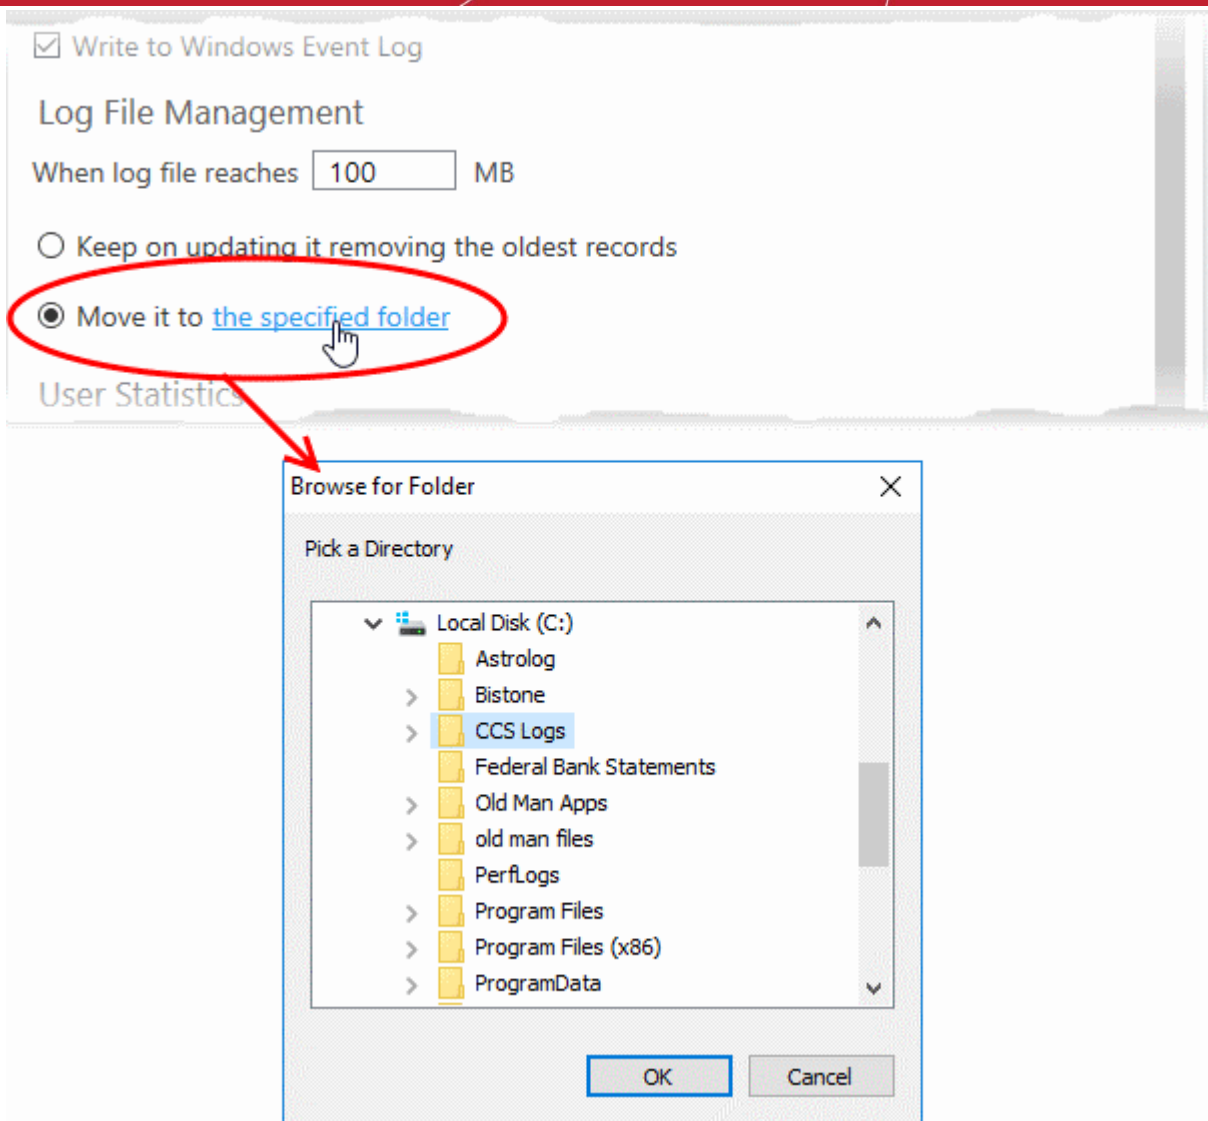 Write to Windows Event Log
Log File Management
When log file reaches 100 MB
Keep on updating it removing the oldest records
Move it to the specified folder
User Statistics
Browse for Folder
Pick a Directory
Local Disk (C:)
Astrolog
Bistone
CCS Logs
Federal Bank Statements
Old Man Apps
old man files
PerfLogs
Program Files
Program Files (x86)
ProgramData
OK Cancel